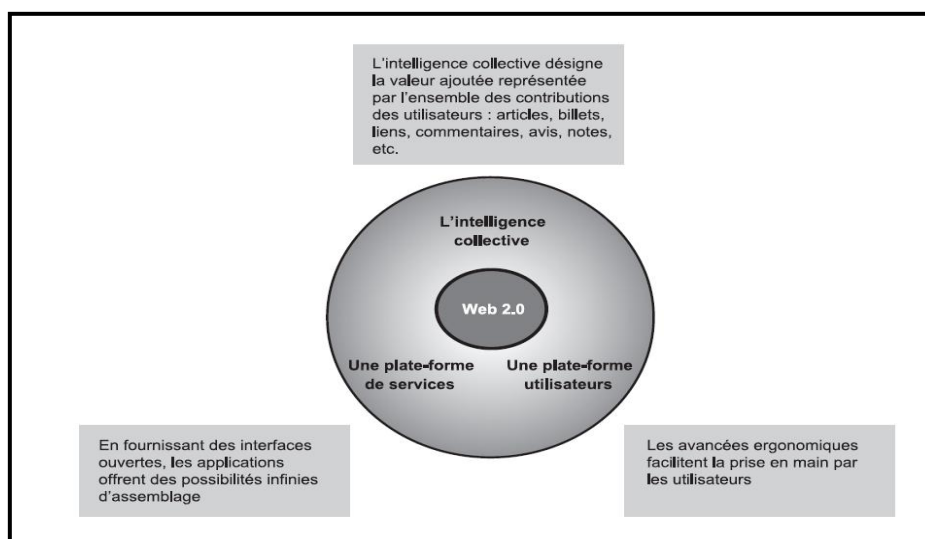 L'intelligence collective désigne
la valeur ajoutée représentée
par l'ensemble des contributions
des utilisateurs : articles, billets,
liens, commentaires, avis, notes,
etc.
L'intelligence
collective
Web 2.0
Une plate-forme
de services
Une plate-forme
utilisateurs
En fournissant des interfaces
ouvertes, les applications
offrent des possibilités infinies
d'assemblage
Les avancées ergonomiques
facilitent la prise en main par
les utilisateurs